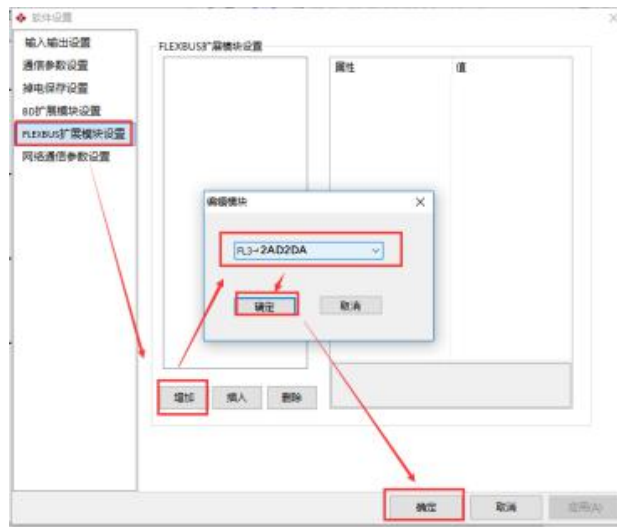 软件设置
输入输出设置
通信参数设置
掉电保存设置
BD扩展模块设置
FLEXBUS扩展模块设置
网络通信参数设置
FLEXBUS扩展模块设置
属性
值
编辑模块
FL3-2AD2DA
确定
取消
增加
插入
删除
确定
取消
应用(A)